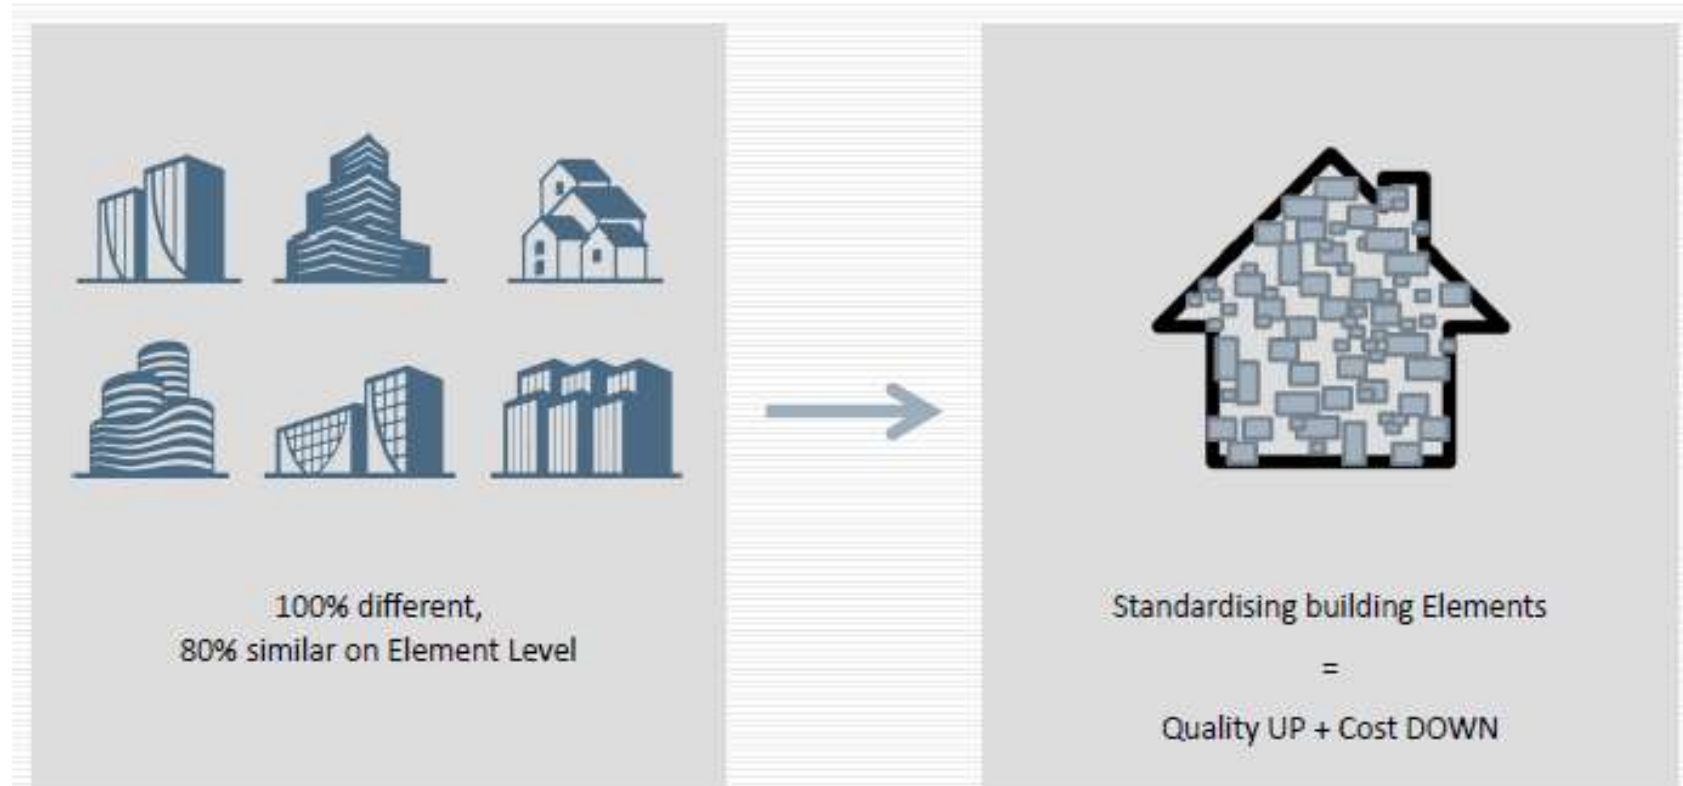 100% different,
80% similar on Element Level
Standardising building Elements
=
Quality UP + Cost DOWN